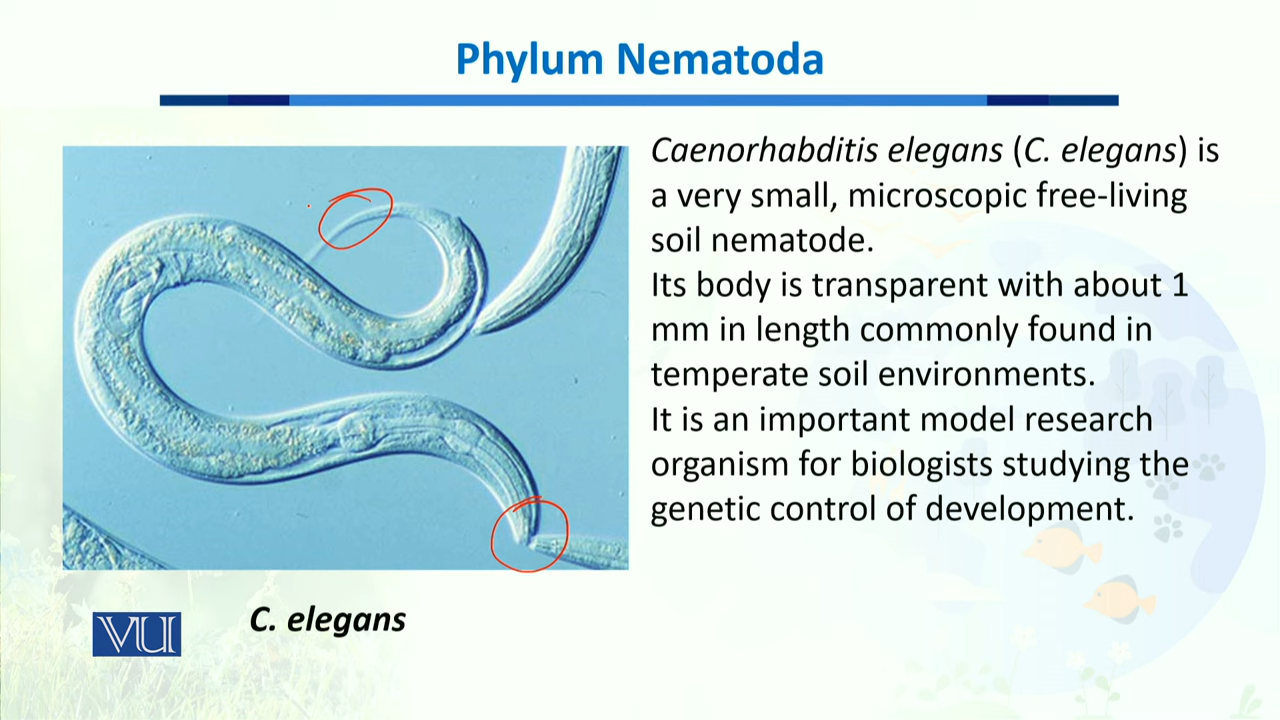 Phylum Nematoda
Caenorhabditis elegans (C. elegans) is
a very small, microscopic free-living
soil nematode.
Its body is transparent with about 1
mm in length commonly found in
temperate soil environments.
It is an important model research
organism for biologists studying the
genetic control of development.
C. elegans
VU